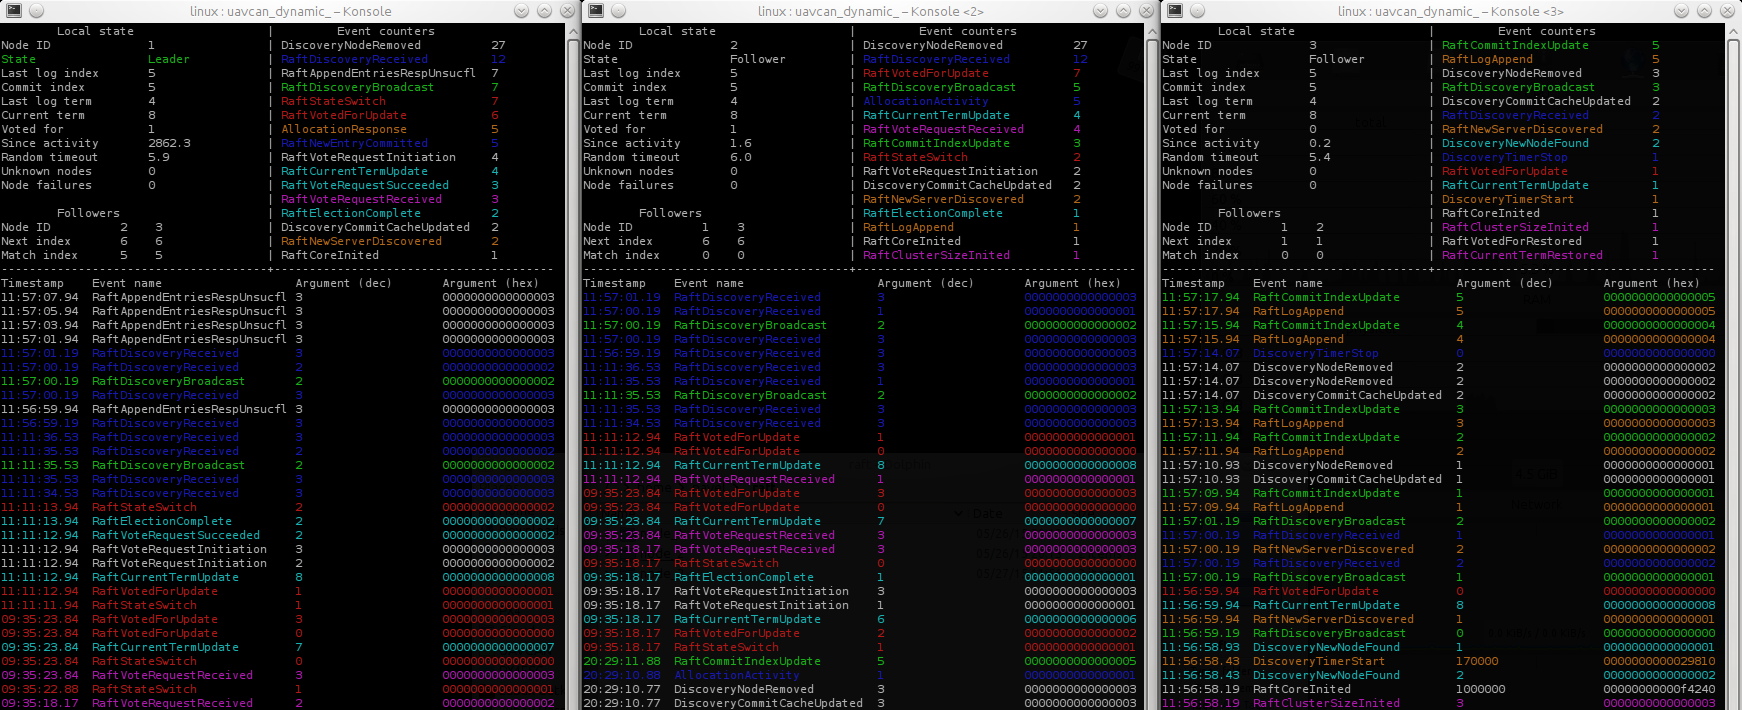 linux : uavcan_dynamic_ – Konsole
Local state | Event counters
Node ID 1 | DiscoveryNodeRemoved 27
State Leader | RaftDiscoveryReceived 12
Last log index 5 | RaftAppendEntriesRespUnsucfl 7
Commit index 5 | RaftDiscoveryBroadcast 7
Last log term 4 | RaftStateSwitch 7
Current term 8 | RaftVotedForUpdate 6
Voted for 1 | AllocationResponse 5
Since activity 2862.3 | RaftNewEntryCommitted 5
Random timeout 5.9 | RaftVoteRequestInitiation 4
Unknown nodes 0 | RaftCurrentTermUpdate 4
Node failures 0 | RaftVoteRequestSucceeded 3
| RaftVoteRequestReceived 3
Followers | RaftElectionComplete 2
Node ID 2 3 | DiscoveryCommitCacheUpdated 2
Next index 6 6 | RaftNewServerDiscovered 2
Match index 5 5 | RaftCoreInited 1
Timestamp Event name Argument (dec) Argument (hex)
11:57:07.94 RaftAppendEntriesRespUnsucfl 3 0000000000000003
11:57:05.94 RaftAppendEntriesRespUnsucfl 3 0000000000000003
11:57:03.94 RaftAppendEntriesRespUnsucfl 3 0000000000000003
11:57:01.94 RaftAppendEntriesRespUnsucfl 3 0000000000000003
11:57:01.19 RaftDiscoveryReceived 3 0000000000000003
11:57:00.19 RaftDiscoveryReceived 2 0000000000000002
11:57:00.19 RaftDiscoveryBroadcast 2 0000000000000002
11:57:00.19 RaftDiscoveryReceived 3 0000000000000003
11:56:59.94 RaftAppendEntriesRespUnsucfl 3 0000000000000003
11:56:59.19 RaftDiscoveryReceived 3 0000000000000003
11:11:36.53 RaftDiscoveryReceived 3 0000000000000003
11:11:35.53 RaftDiscoveryReceived 2 0000000000000002
11:11:35.53 RaftDiscoveryBroadcast 2 0000000000000002
11:11:35.53 RaftDiscoveryReceived 3 0000000000000003
11:11:34.53 RaftDiscoveryReceived 3 0000000000000003
11:11:13.94 RaftStateSwitch 2 0000000000000002
11:11:13.94 RaftElectionComplete 2 0000000000000002
11:11:12.94 RaftVoteRequestSucceeded 2 0000000000000002
11:11:12.94 RaftVoteRequestInitiation 3 0000000000000003
11:11:12.94 RaftVoteRequestInitiation 2 0000000000000002
11:11:12.94 RaftCurrentTermUpdate 8 0000000000000008
11:11:12.94 RaftVotedForUpdate 1 0000000000000001
11:11:11.94 RaftStateSwitch 1 0000000000000001
09:35:23.84 RaftVotedForUpdate 3 0000000000000003
09:35:23.84 RaftVotedForUpdate 0 0000000000000000
09:35:23.84 RaftCurrentTermUpdate 7 0000000000000007
09:35:23.84 RaftStateSwitch 0 0000000000000000
09:35:23.84 RaftVoteRequestReceived 3 0000000000000003
09:35:22.88 RaftStateSwitch 1 0000000000000001
09:35:18.17 RaftVoteRequestReceived 2 0000000000000002
linux : uavcan_dynamic_ – Konsole <2>
Local state | Event counters
Node ID 2 | DiscoveryNodeRemoved 27
State Follower | RaftDiscoveryReceived 12
Last log index 5 | RaftVotedForUpdate 7
Commit index 5 | RaftDiscoveryBroadcast 5
Last log term 4 | AllocationActivity 5
Current term 8 | RaftCurrentTermUpdate 4
Voted for 1 | RaftVoteRequestReceived 4
Since activity 1.6 | RaftCommitIndexUpdate 3
Random timeout 6.0 | RaftStateSwitch 2
Unknown nodes 0 | RaftVoteRequestInitiation 2
Node failures 0 | DiscoveryCommitCacheUpdated 2
| RaftNewServerDiscovered 2
Followers | RaftElectionComplete 1
Node ID 1 3 | RaftLogAppend 1
Next index 6 6 | RaftCoreInited 1
Match index 0 0 | RaftClusterSizeInited 1
Timestamp Event name Argument (dec) Argument (hex)
11:57:01.19 RaftDiscoveryReceived 3 0000000000000003
11:57:00.19 RaftDiscoveryReceived 1 0000000000000001
11:57:00.19 RaftDiscoveryBroadcast 2 0000000000000002
11:57:00.19 RaftDiscoveryReceived 3 0000000000000003
11:56:59.19 RaftDiscoveryReceived 3 0000000000000003
11:11:36.53 RaftDiscoveryReceived 3 0000000000000003
11:11:35.53 RaftDiscoveryReceived 1 0000000000000001
11:11:35.53 RaftDiscoveryBroadcast 2 0000000000000002
11:11:35.53 RaftDiscoveryReceived 3 0000000000000003
11:11:34.53 RaftDiscoveryReceived 3 0000000000000003
11:11:12.94 RaftVotedForUpdate 1 0000000000000001
11:11:12.94 RaftVotedForUpdate 0 0000000000000000
11:11:12.94 RaftCurrentTermUpdate 8 0000000000000008
11:11:12.94 RaftVoteRequestReceived 1 0000000000000001
09:35:23.84 RaftVotedForUpdate 3 0000000000000003
09:35:23.84 RaftVotedForUpdate 0 0000000000000000
09:35:23.84 RaftCurrentTermUpdate 7 0000000000000007
09:35:23.84 RaftVoteRequestReceived 3 0000000000000003
09:35:18.17 RaftVoteRequestReceived 3 0000000000000003
09:35:18.17 RaftStateSwitch 0 0000000000000000
09:35:18.17 RaftElectionComplete 1 0000000000000001
09:35:18.17 RaftVoteRequestInitiation 3 0000000000000003
09:35:18.17 RaftVoteRequestInitiation 1 0000000000000001
09:35:18.17 RaftCurrentTermUpdate 6 0000000000000006
09:35:18.17 RaftVotedForUpdate 2 0000000000000002
09:35:18.17 RaftStateSwitch 1 0000000000000001
20:29:11.88 RaftCommitIndexUpdate 5 0000000000000005
20:29:10.88 AllocationActivity 1 0000000000000001
20:29:10.77 DiscoveryNodeRemoved 3 0000000000000003
20:29:10.77 DiscoveryCommitCacheUpdated 3 0000000000000003
linux : uavcan_dynamic_ – Konsole <3>
Local state | Event counters
Node ID 3 | RaftCommitIndexUpdate 5
State Follower | RaftLogAppend 5
Last log index 5 | DiscoveryNodeRemoved 3
Commit index 5 | RaftDiscoveryBroadcast 3
Last log term 4 | DiscoveryCommitCacheUpdated 2
Current term 8 | RaftDiscoveryReceived 2
Voted for 0 | RaftNewServerDiscovered 2
Since activity 0.2 | DiscoveryNewNodeFound 2
Random timeout 5.4 | DiscoveryTimerStop 1
Unknown nodes 0 | RaftVotedForUpdate 1
Node failures 0 | RaftCurrentTermUpdate 1
| DiscoveryTimerStart 1
Followers | RaftCoreInited 1
Node ID 1 2 | RaftClusterSizeInited 1
Next index 1 1 | RaftVotedForRestored 1
Match index 0 0 | RaftCurrentTermRestored 1
Timestamp Event name Argument (dec) Argument (hex)
11:57:17.94 RaftCommitIndexUpdate 5 0000000000000005
11:57:17.94 RaftLogAppend 5 0000000000000005
11:57:15.94 RaftCommitIndexUpdate 4 0000000000000004
11:57:15.94 RaftLogAppend 4 0000000000000004
11:57:14.07 DiscoveryTimerStop 0 0000000000000000
11:57:14.07 DiscoveryNodeRemoved 2 0000000000000002
11:57:14.07 DiscoveryNodeRemoved 2 0000000000000002
11:57:14.07 DiscoveryCommitCacheUpdated 2 0000000000000002
11:57:13.94 RaftCommitIndexUpdate 3 0000000000000003
11:57:13.94 RaftLogAppend 3 0000000000000003
11:57:11.94 RaftCommitIndexUpdate 2 0000000000000002
11:57:11.94 RaftLogAppend 2 0000000000000002
11:57:10.93 DiscoveryNodeRemoved 1 0000000000000001
11:57:10.93 DiscoveryCommitCacheUpdated 1 0000000000000001
11:57:09.94 RaftCommitIndexUpdate 1 0000000000000001
11:57:09.94 RaftLogAppend 1 0000000000000001
11:57:01.19 RaftDiscoveryBroadcast 2 0000000000000002
11:57:00.19 RaftDiscoveryReceived 1 0000000000000001
11:57:00.19 RaftNewServerDiscovered 2 0000000000000002
11:57:00.19 RaftDiscoveryReceived 2 0000000000000002
11:57:00.19 RaftDiscoveryBroadcast 1 0000000000000001
11:56:59.94 RaftVotedForUpdate 0 0000000000000000
11:56:59.94 RaftCurrentTermUpdate 8 0000000000000008
11:56:59.94 RaftNewServerDiscovered 1 0000000000000001
11:56:59.19 RaftDiscoveryBroadcast 0 0000000000000000
11:56:58.93 DiscoveryNewNodeFound 1 0000000000000001
11:56:58.43 DiscoveryTimerStart 170000 0000000000029810
11:56:58.43 DiscoveryNewNodeFound 2 0000000000000002
11:56:58.19 RaftCoreInited 1000000 00000000000f4240
11:56:58.19 RaftClusterSizeInited 3 0000000000000003